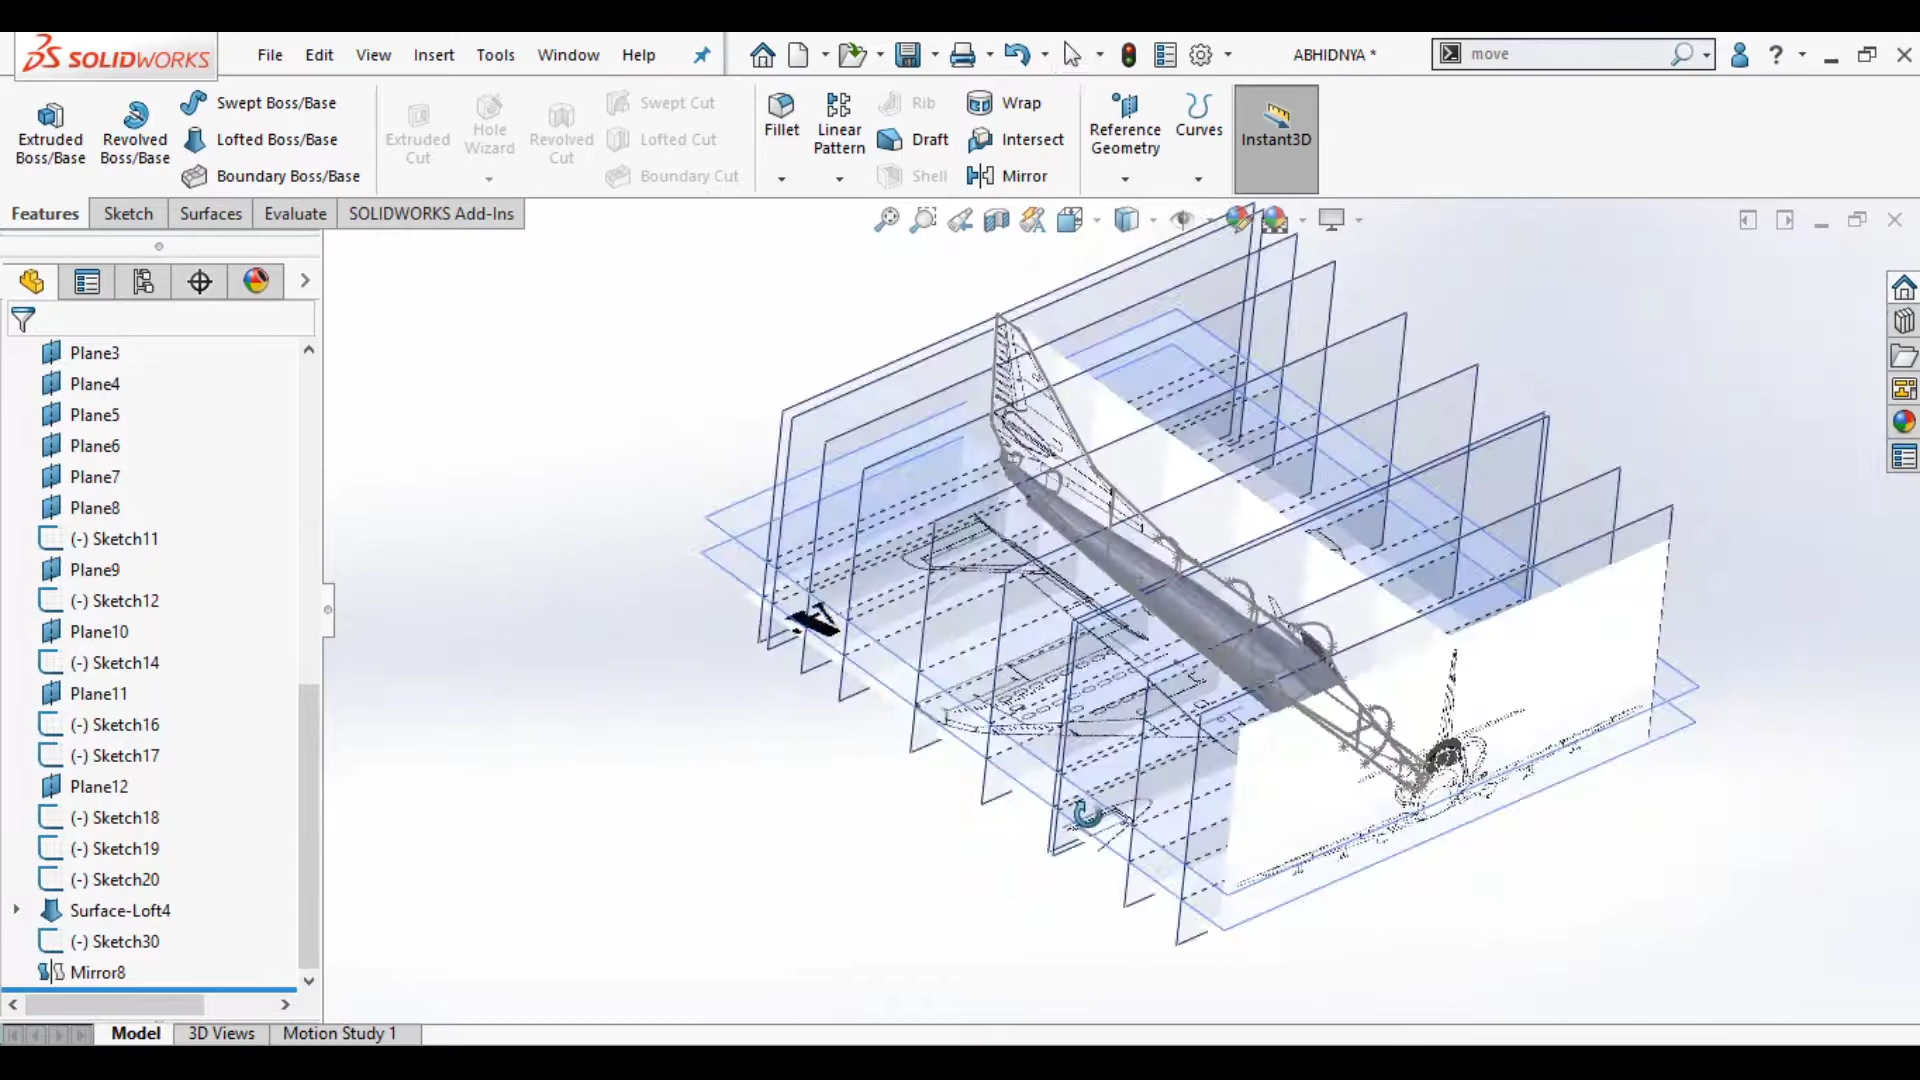 SOLIDWORKS File Edit View Insert Tools Window Help ABHIDNYA * move ?
Extruded Boss/Base
Revolved Boss/Base
Swept Boss/Base
Lofted Boss/Base
Boundary Boss/Base
Extruded Cut
Hole Wizard
Revolved Cut
Swept Cut
Lofted Cut
Boundary Cut
Fillet
Linear Pattern
Rib
Draft
Shell
Wrap
Intersect
Mirror
Reference Geometry
Curves
Instant3D
Features Sketch Surfaces Evaluate SOLIDWORKS Add-Ins
Plane3
Plane4
Plane5
Plane6
Plane7
Plane8
(-) Sketch11
Plane9
(-) Sketch12
Plane10
(-) Sketch14
Plane11
(-) Sketch16
(-) Sketch17
Plane12
(-) Sketch18
(-) Sketch19
(-) Sketch20
Surface-Loft4
(-) Sketch30
Mirror8
Model 3D Views Motion Study 1